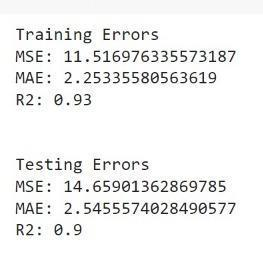 Training Errors
MSE: 11.516976335573187
MAE: 2.25335580563619
R2: 0.93
Testing Errors
MSE: 14.65901362869785
MAE: 2.5455574028490577
R2: 0.9